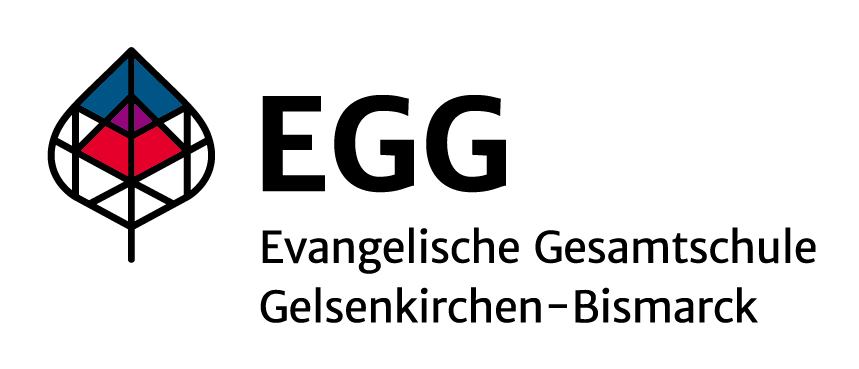 EGG
Evangelische Gesamtschule
Gelsenkirchen-Bismarck